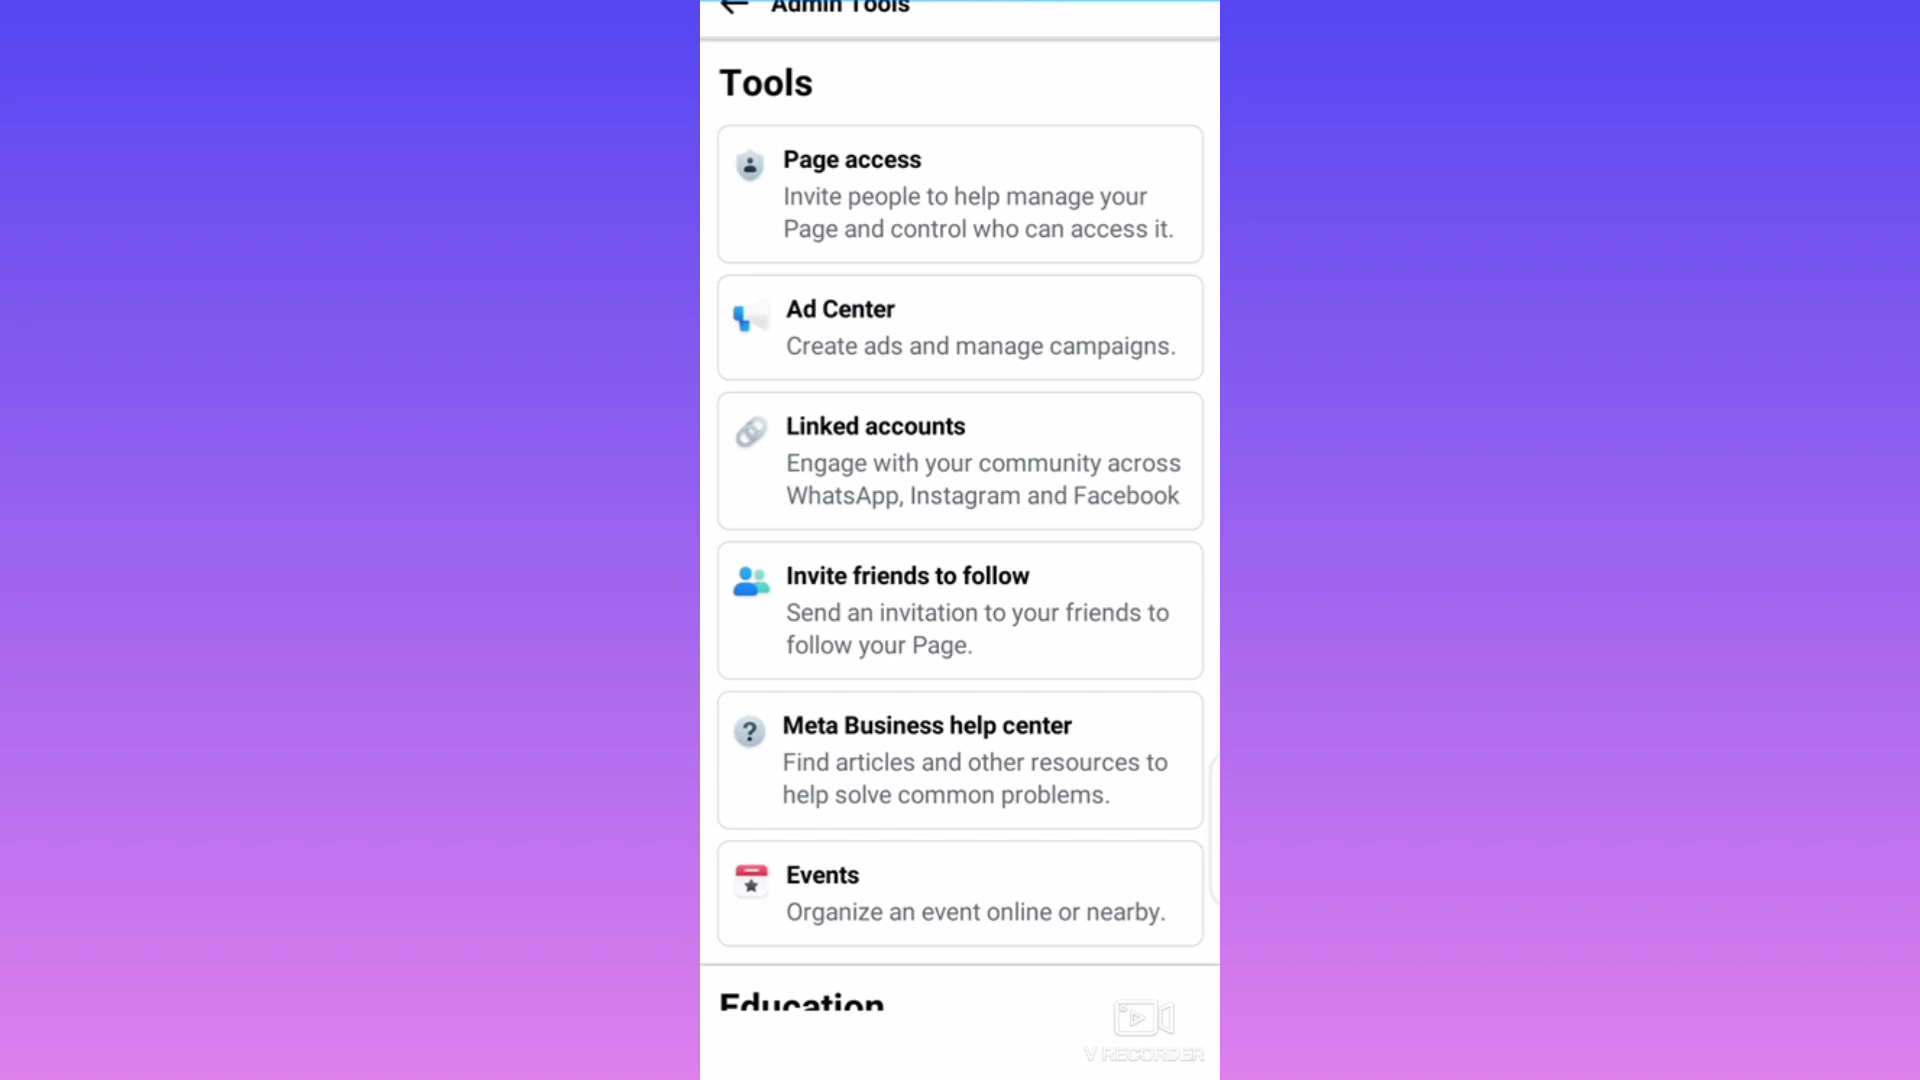 Admin Tools
Tools
Page access
Invite people to help manage your
Page and control who can access it.
Ad Center
Create ads and manage campaigns.
Linked accounts
Engage with your community across
WhatsApp, Instagram and Facebook
Invite friends to follow
Send an invitation to your friends to
follow your Page.
Meta Business help center
Find articles and other resources to
help solve common problems.
Events
Organize an event online or nearby.
Education
V RECORDER